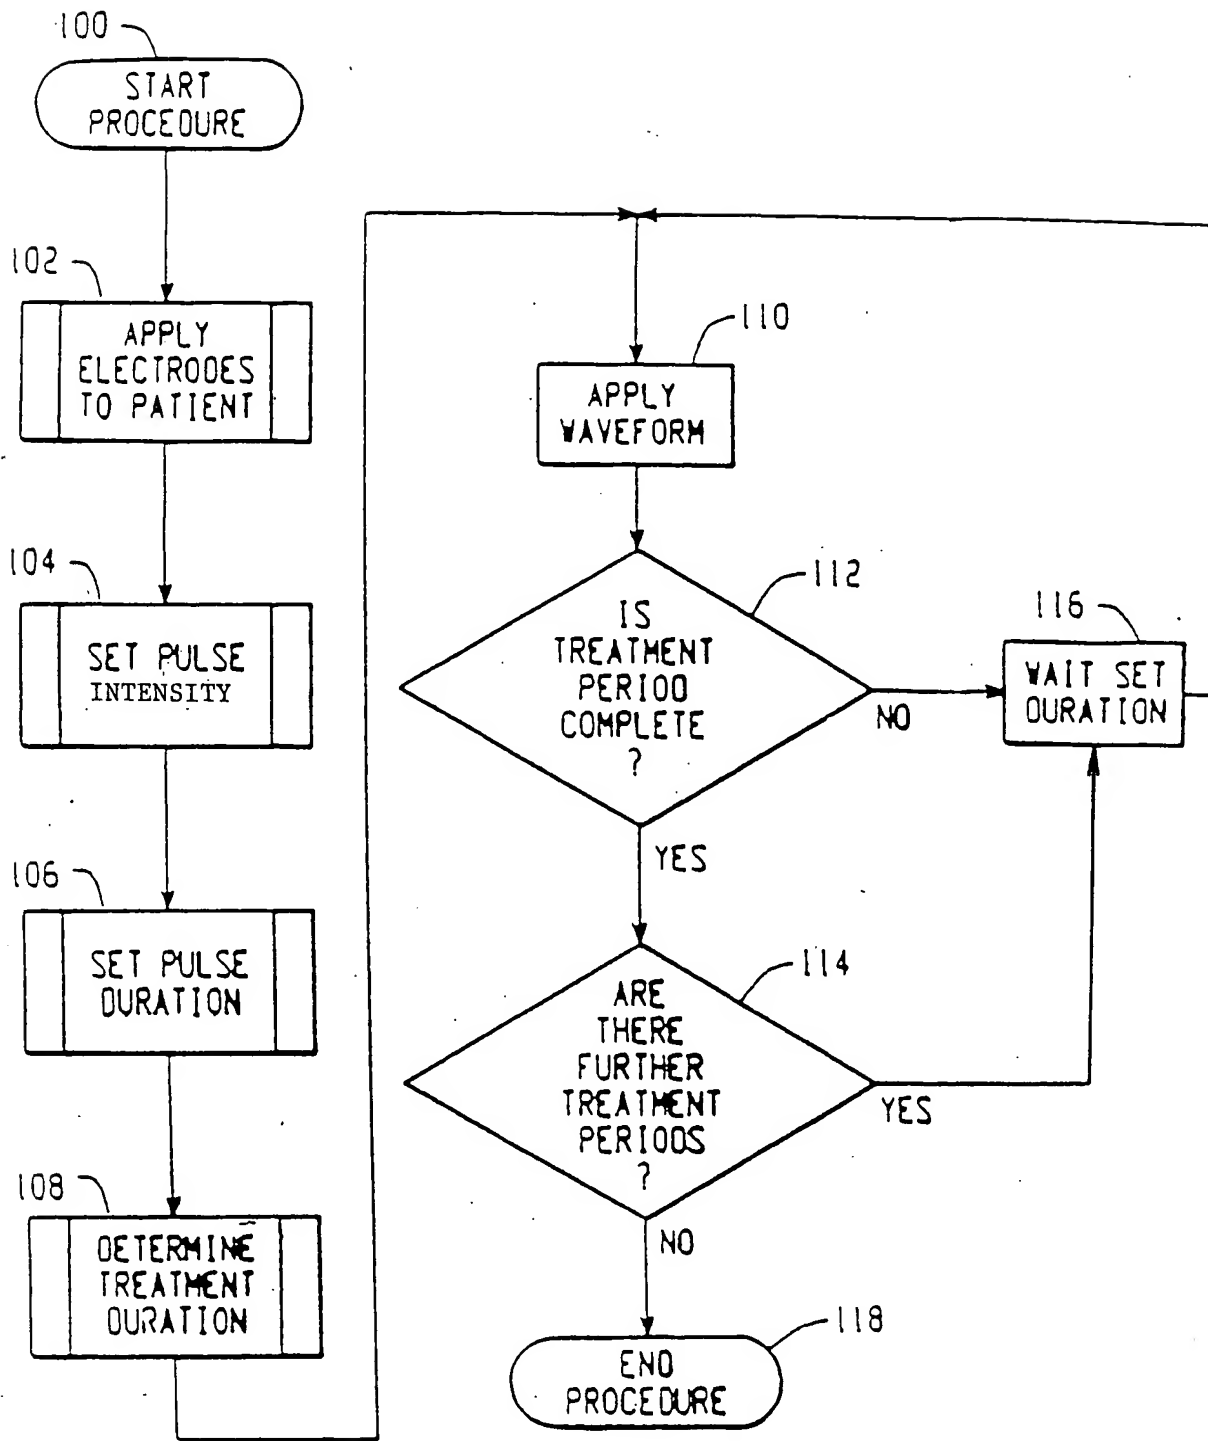 100
START
PROCEDURE
102
APPLY
ELECTRODES
TO PATIENT
104
SET PULSE
INTENSITY
106
SET PULSE
DURATION
108
DETERMINE
TREATMENT
DURATION
110
APPLY
WAVEFORM
112
IS
TREATMENT
PERIOD
COMPLETE
?
NO
YES
116
WAIT SET
DURATION
114
ARE
THERE
FURTHER
TREATMENT
PERIODS
?
YES
NO
118
END
PROCEDURE